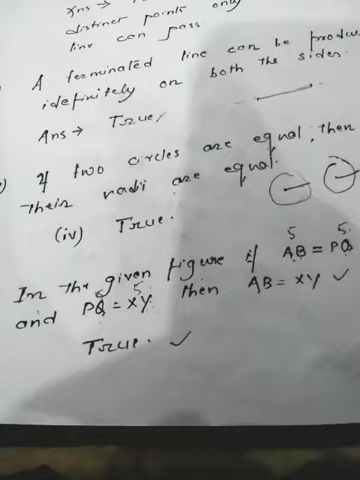 Ans →
distinct points only
line can pass
A terminated line can be produ
idefinitely on both the sides.
Ans → True,
If two circles are equal, then
their radii are equal.
(iv) True.
In the given figure if AB = PQ
5 5
and PQ = XY then AB = XY ✓
5 5
True. ✓